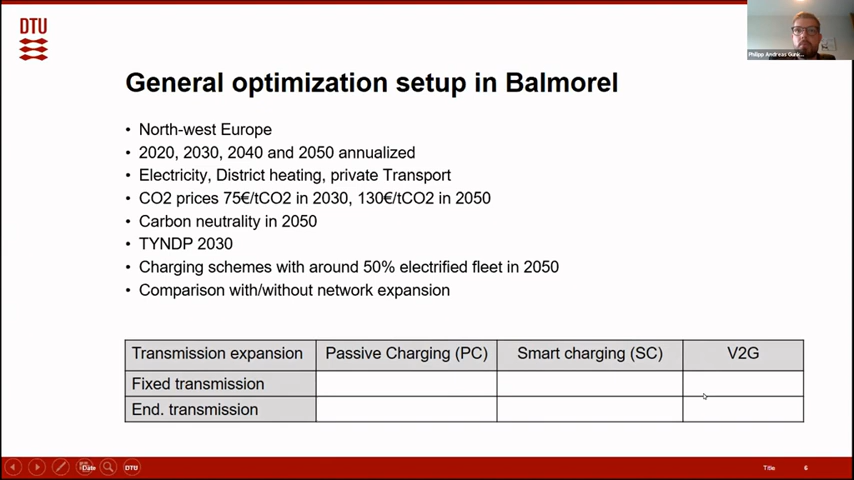 DTU
Philipp Andreas
General optimization setup in Balmorel
• North-west Europe
• 2020, 2030, 2040 and 2050 annualized
• Electricity, District heating, private Transport
• CO2 prices 75€/tCO2 in 2030, 130€/tCO2 in 2050
• Carbon neutrality in 2050
• TYNDP 2030
• Charging schemes with around 50% electrified fleet in 2050
• Comparison with/without network expansion
Transmission expansion Passive Charging (PC) Smart charging (SC) V2G
Fixed transmission
End. transmission
Date DTU Title 6